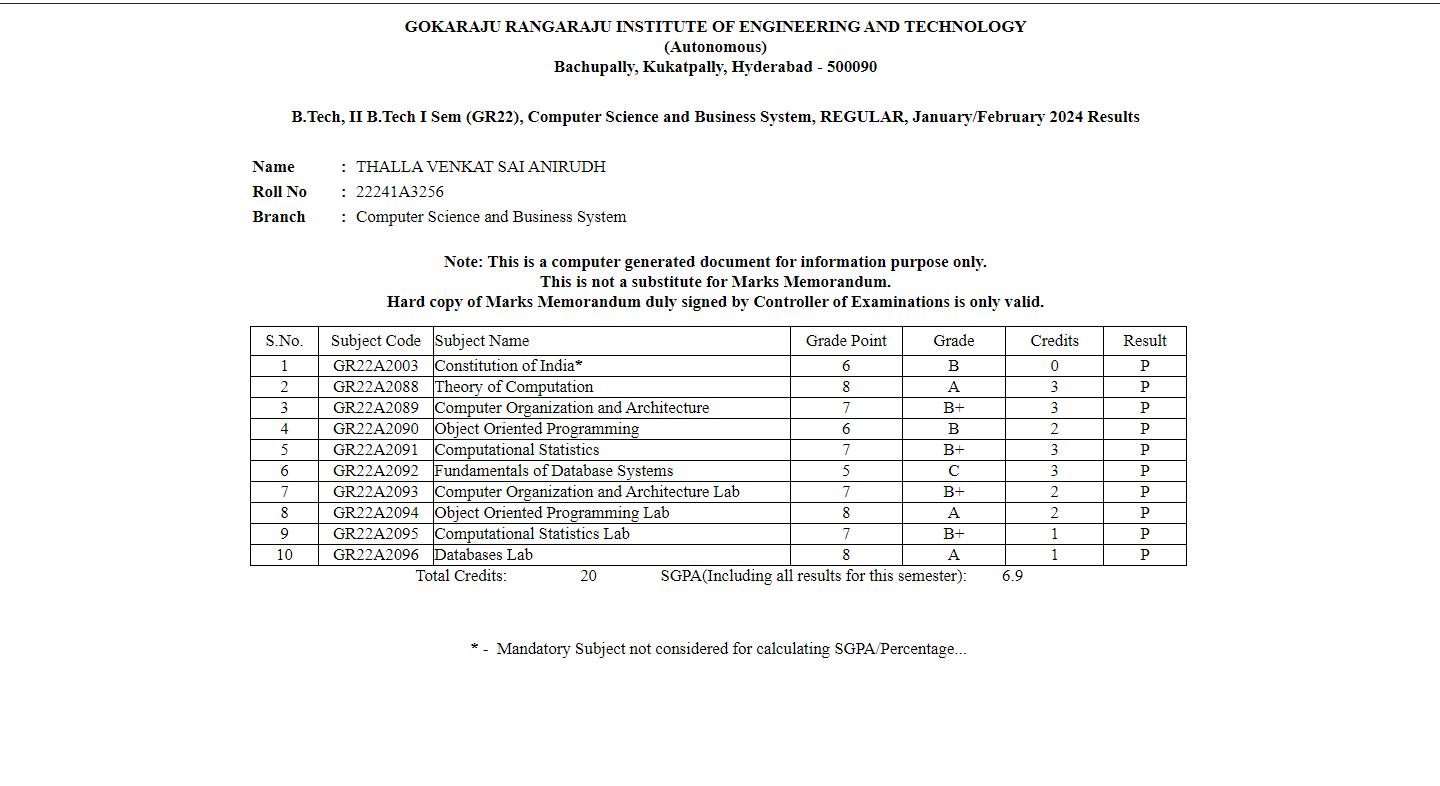 GOKARAJU RANGARAJU INSTITUTE OF ENGINEERING AND TECHNOLOGY
(Autonomous)
Bachupally, Kukatpally, Hyderabad - 500090
B.Tech, II B.Tech I Sem (GR22), Computer Science and Business System, REGULAR, January/February 2024 Results
Name : THALLA VENKAT SAI ANIRUDH
Roll No : 22241A3256
Branch : Computer Science and Business System
Note: This is a computer generated document for information purpose only.
This is not a substitute for Marks Memorandum.
Hard copy of Marks Memorandum duly signed by Controller of Examinations is only valid.
S.No. Subject Code Subject Name Grade Point Grade Credits Result
1 GR22A2003 Constitution of India* 6 B 0 P
2 GR22A2088 Theory of Computation 8 A 3 P
3 GR22A2089 Computer Organization and Architecture 7 B+ 3 P
4 GR22A2090 Object Oriented Programming 6 B 2 P
5 GR22A2091 Computational Statistics 7 B+ 3 P
6 GR22A2092 Fundamentals of Database Systems 5 C 3 P
7 GR22A2093 Computer Organization and Architecture Lab 7 B+ 2 P
8 GR22A2094 Object Oriented Programming Lab 8 A 2 P
9 GR22A2095 Computational Statistics Lab 7 B+ 1 P
10 GR22A2096 Databases Lab 8 A 1 P
Total Credits: 20 SGPA(Including all results for this semester): 6.9
* - Mandatory Subject not considered for calculating SGPA/Percentage...